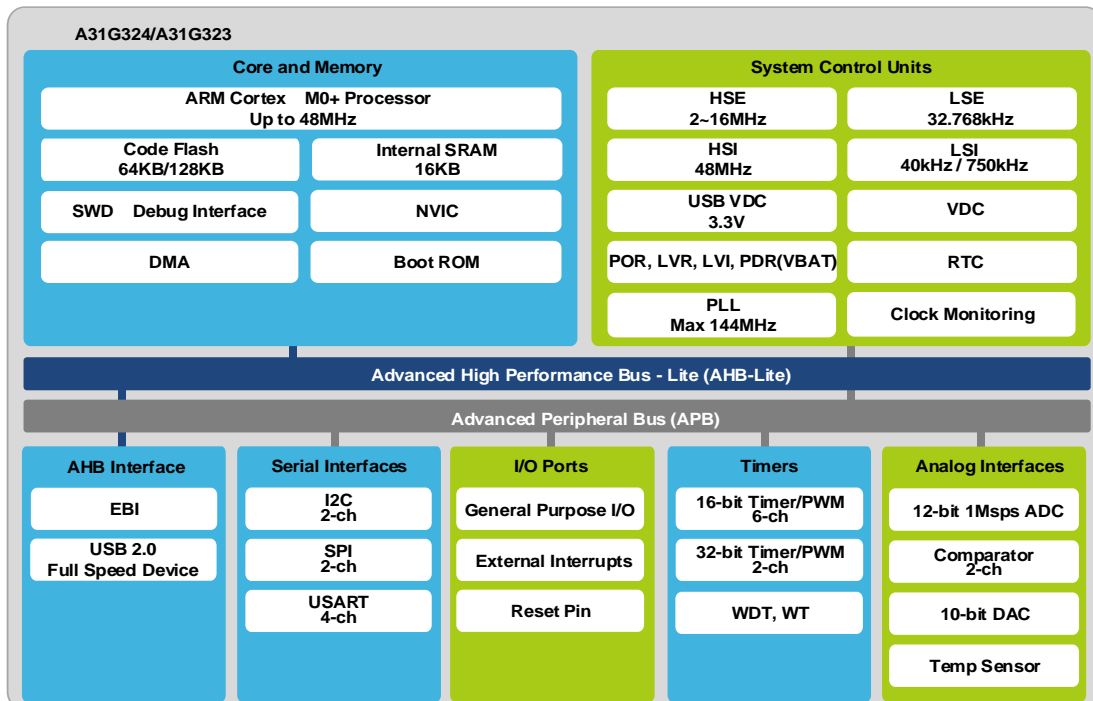 A31G324/A31G323
Core and Memory
ARM Cortex M0+ Processor
Up to 48MHz
Code Flash
64KB/128KB
Internal SRAM
16KB
SWD Debug Interface
NVIC
DMA
Boot ROM
System Control Units
HSE
2~16MHz
LSE
32.768kHz
HSI
48MHz
LSI
40kHz / 750kHz
USB VDC
3.3V
VDC
POR, LVR, LVI, PDR(VBAT)
RTC
PLL
Max 144MHz
Clock Monitoring
Advanced High Performance Bus - Lite (AHB-Lite)
Advanced Peripheral Bus (APB)
AHB Interface
EBI
USB 2.0
Full Speed Device
Serial Interfaces
I2C
2-ch
SPI
2-ch
USART
4-ch
I/O Ports
General Purpose I/O
External Interrupts
Reset Pin
Timers
16-bit Timer/PWM
6-ch
32-bit Timer/PWM
2-ch
WDT, WT
Analog Interfaces
12-bit 1Msps ADC
Comparator
2-ch
10-bit DAC
Temp Sensor